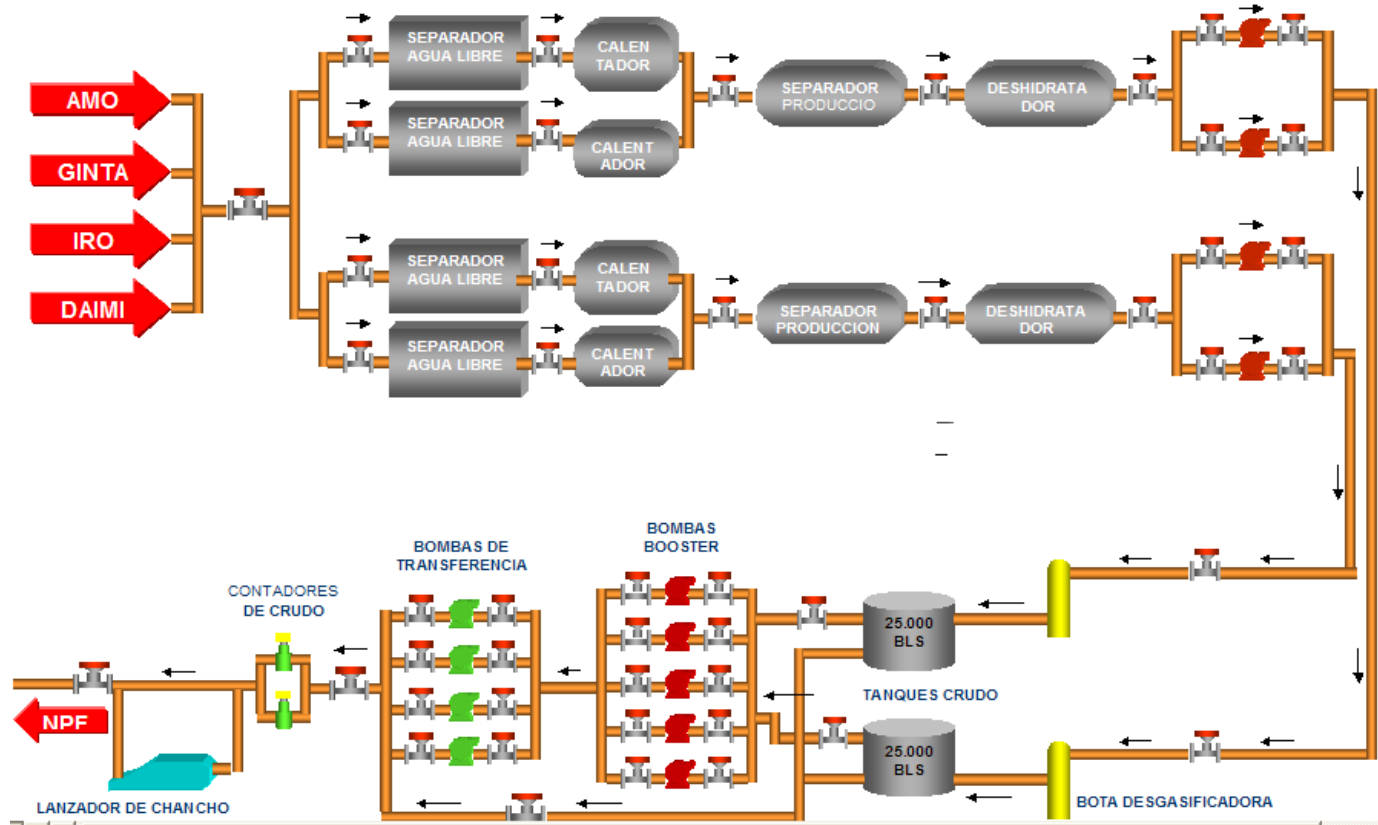 SEPARADOR
AGUA LIBRE
CALEN
TADOR
SEPARADOR
PRODUCCIO
DESHIDRATA
DOR
AMO
SEPARADOR
AGUA LIBRE
CALENT
ADOR
GINTA
IRO
SEPARADOR
AGUA LIBRE
CALEN
TADOR
SEPARADOR
PRODUCCION
DESHIDRATA
DOR
DAIMI
SEPARADOR
AGUA LIBRE
CALENT
ADOR
BOMBAS
BOOSTER
BOMBAS DE
TRANSFERENCIA
CONTADORES
DE CRUDO
25.000
BLS
TANQUES CRUDO
NPF
25.000
BLS
LANZADOR DE CHANCHO
BOTA DESGASIFICADORA